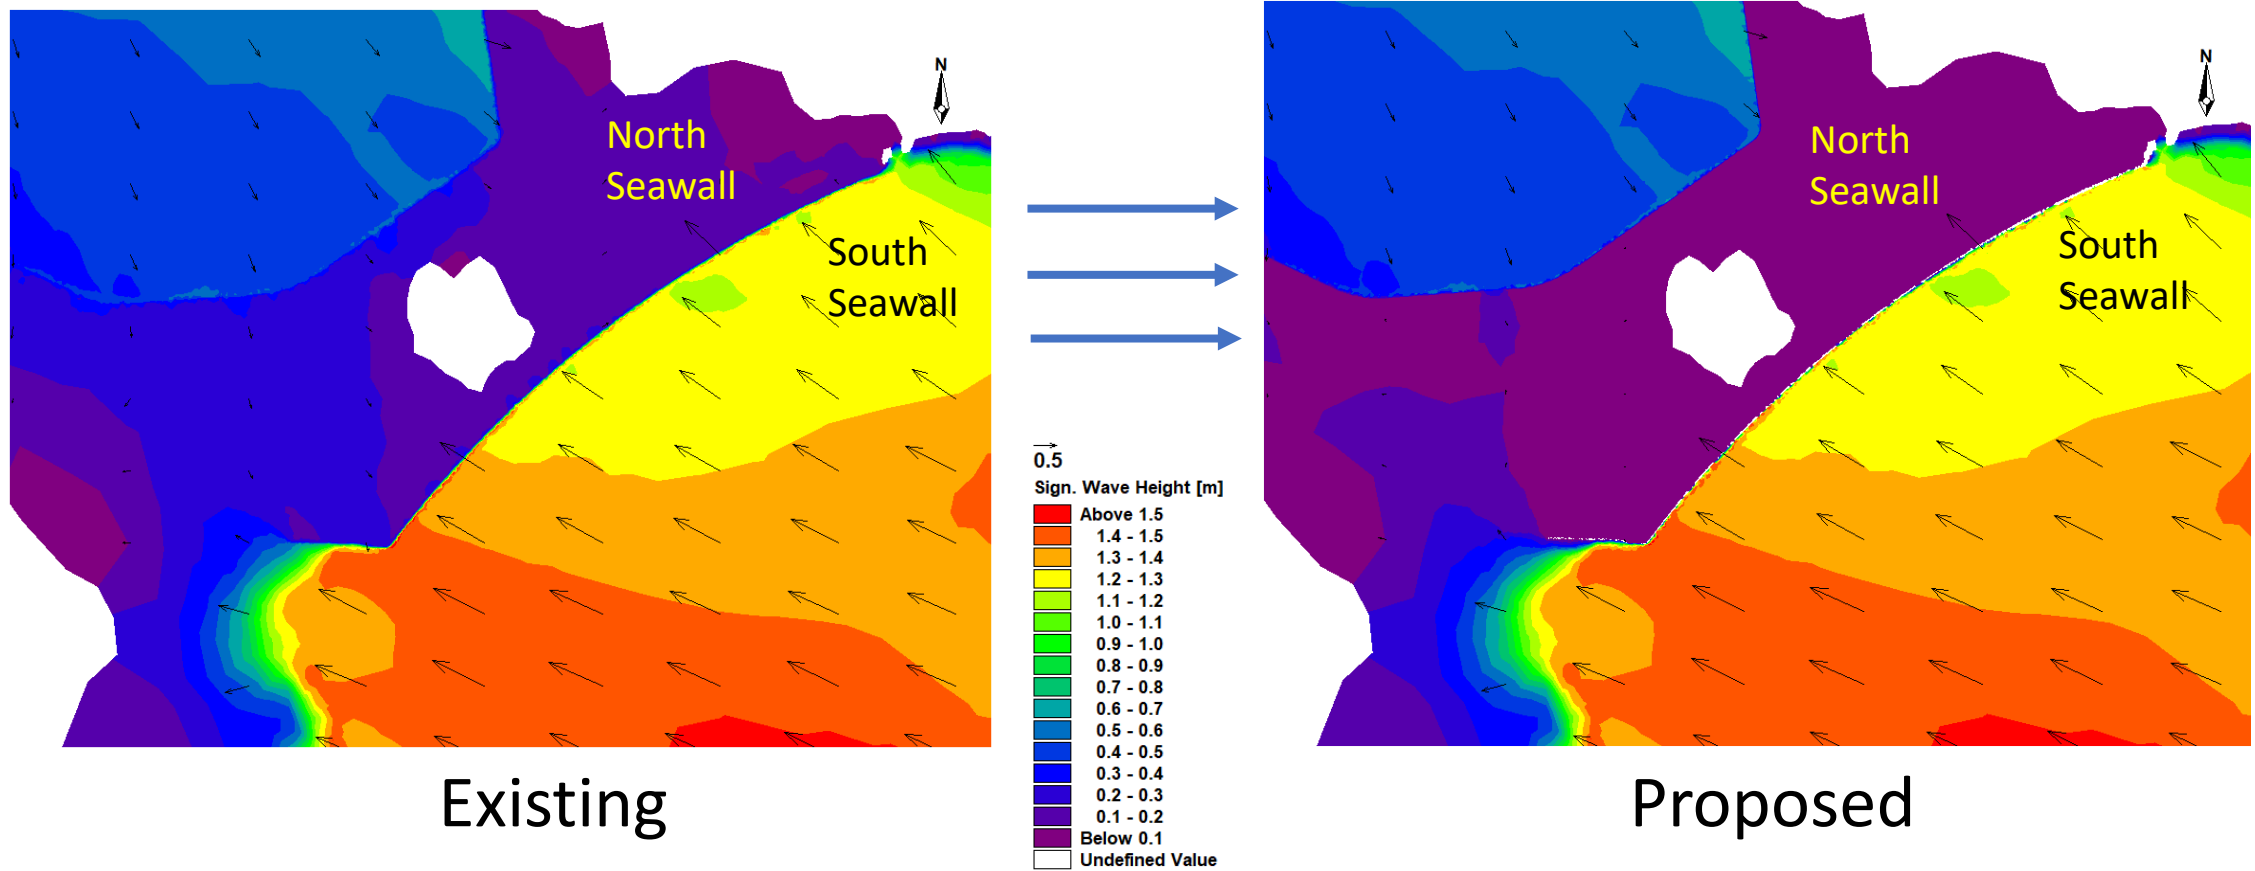 N
N
North
Seawall
North
Seawall
South
Seawall
South
Seawall
0.5
Sign. Wave Height [m]
Above 1.5
1.4 - 1.5
1.3 - 1.4
1.2 - 1.3
1.1 - 1.2
1.0 - 1.1
0.9 - 1.0
0.8 - 0.9
0.7 - 0.8
0.6 - 0.7
0.5 - 0.6
0.4 - 0.5
0.3 - 0.4
0.2 - 0.3
0.1 - 0.2
Below 0.1
Undefined Value
Existing
Proposed